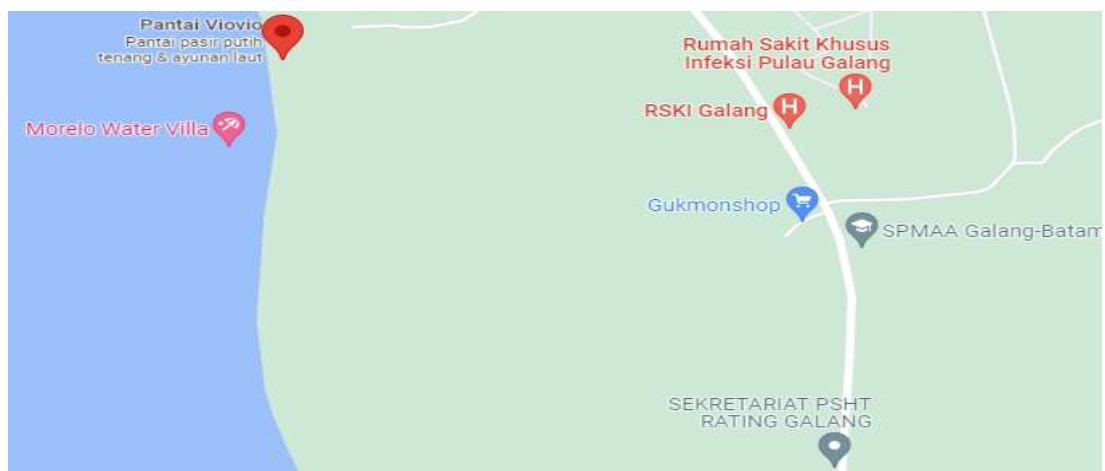 Pantai Viovio
Pantai pasir putih
tenang & ayunan laut
Rumah Sakit Khusus
Infeksi Pulau Galang
H
RSKI Galang
H
Morelo Water Villa
Gukmonshop
SPMAA Galang-Batam
SEKRETARIAT PSHT
RATING GALANG